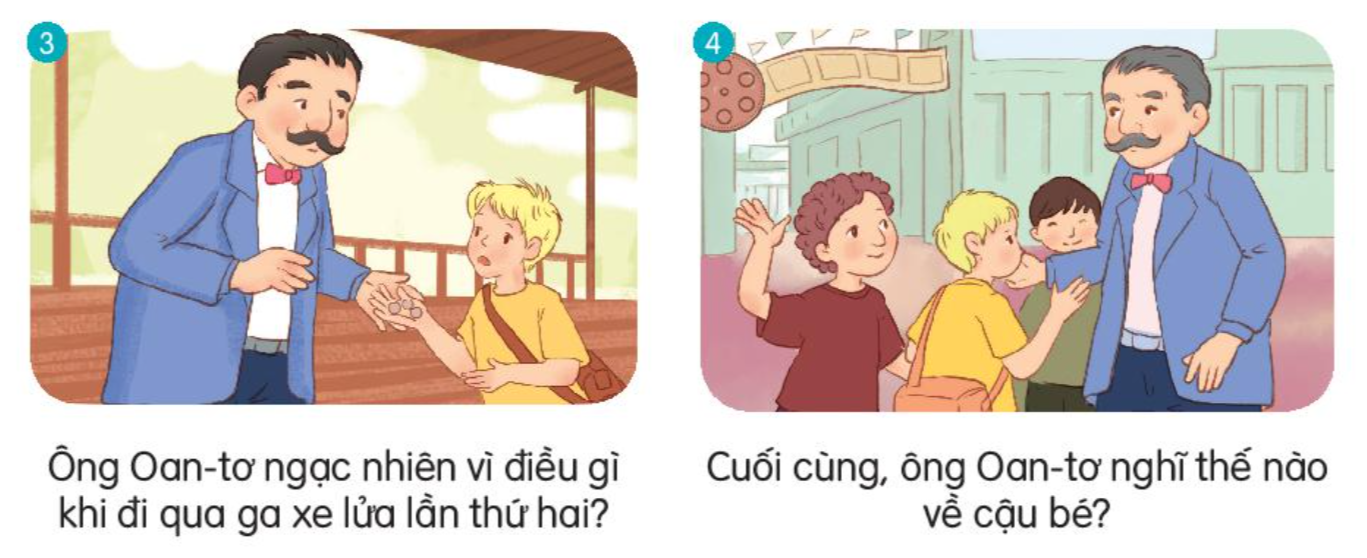 3
Ông Oan-tơ ngạc nhiên vì điều gì
khi đi qua ga xe lửa lần thứ hai?
4
Cuối cùng, ông Oan-tơ nghĩ thế nào
về cậu bé?